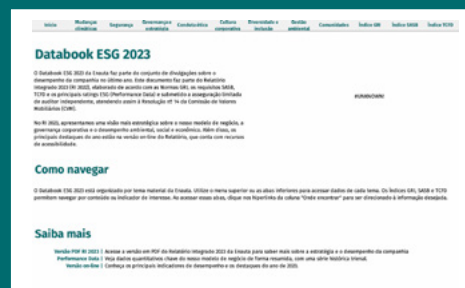 Início Mudanças climáticas Segurança Governança e estratégia Conduta ética Cultura corporativa Diversidade e inclusão Gestão ambiental Comunidades Índice GRI Índice SASB Índice TCFD
Databook ESG 2023
O Databook ESG 2023 da Enauta faz parte do conjunto de divulgações sobre o
desempenho da companhia no último ano. Este documento faz parte do Relatório
Integrado 2023 (RI 2023), elaborado de acordo com as Normas GRI, os requisitos SASB,
TCFD e os principais ratings ESG (Performance Data) e submetido a asseguração limitada
de auditor independente, atendendo assim à Resolução nº 14 da Comissão de Valores
Mobiliários (CVM).
#UNKNOWN!
No RI 2023, apresentamos uma visão mais estratégica sobre o nosso modelo de negócio, a
governança corporativa e o desempenho ambiental, social e econômico. Além disso, os
principais destaques do ano estão na versão on-line do Relatório, que conta com recursos
de acessibilidade.
Como navegar
O Databook ESG 2023 está organizado por tema material da Enauta. Utilize o menu superior ou as abas inferiores para acessar dados de cada tema. Os Índices GRI, SASB e TCFD
permitem navegar por conteúdo ou indicador de interesse. Ao acessar essas abas, clique nos hiperlinks da coluna "Onde encontrar" para ser direcionado à informação desejada.
Saiba mais
Versão PDF RI 2023 | Acesse a versão em PDF do Relatório Integrado 2023 da Enauta para saber mais sobre a estratégia e o desempenho da companhia
Performance Data | Veja dados quantitativos chave do nosso modelo de negócio de forma resumida, com uma série histórica trienal.
Versão on-line | Conheça os principais indicadores de desempenho e os destaques do ano de 2023.